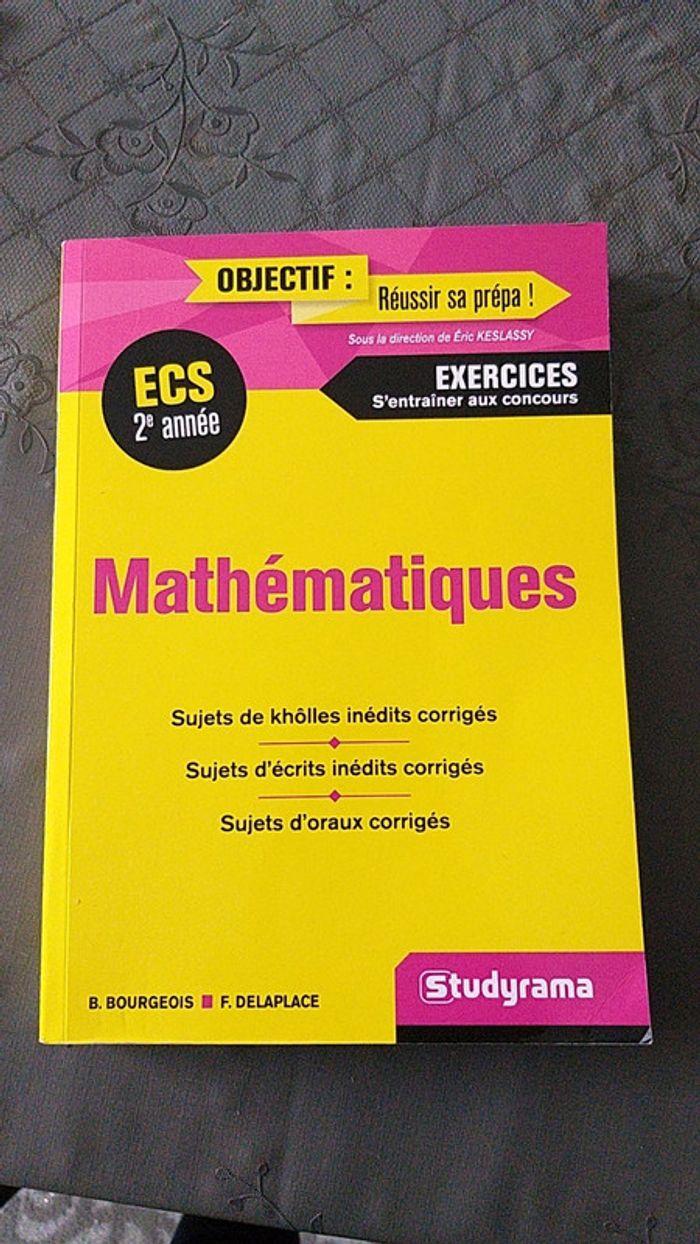 OBJECTIF :
Réussir sa prépa !
Sous la direction de Éric KESLASSY
ECS
2e année
EXERCICES
S'entraîner aux concours
Mathématiques
Sujets de khôlles inédits corrigés
Sujets d'écrits inédits corrigés
Sujets d'oraux corrigés
B. BOURGEOIS ■ F. DELAPLACE
Studyrama